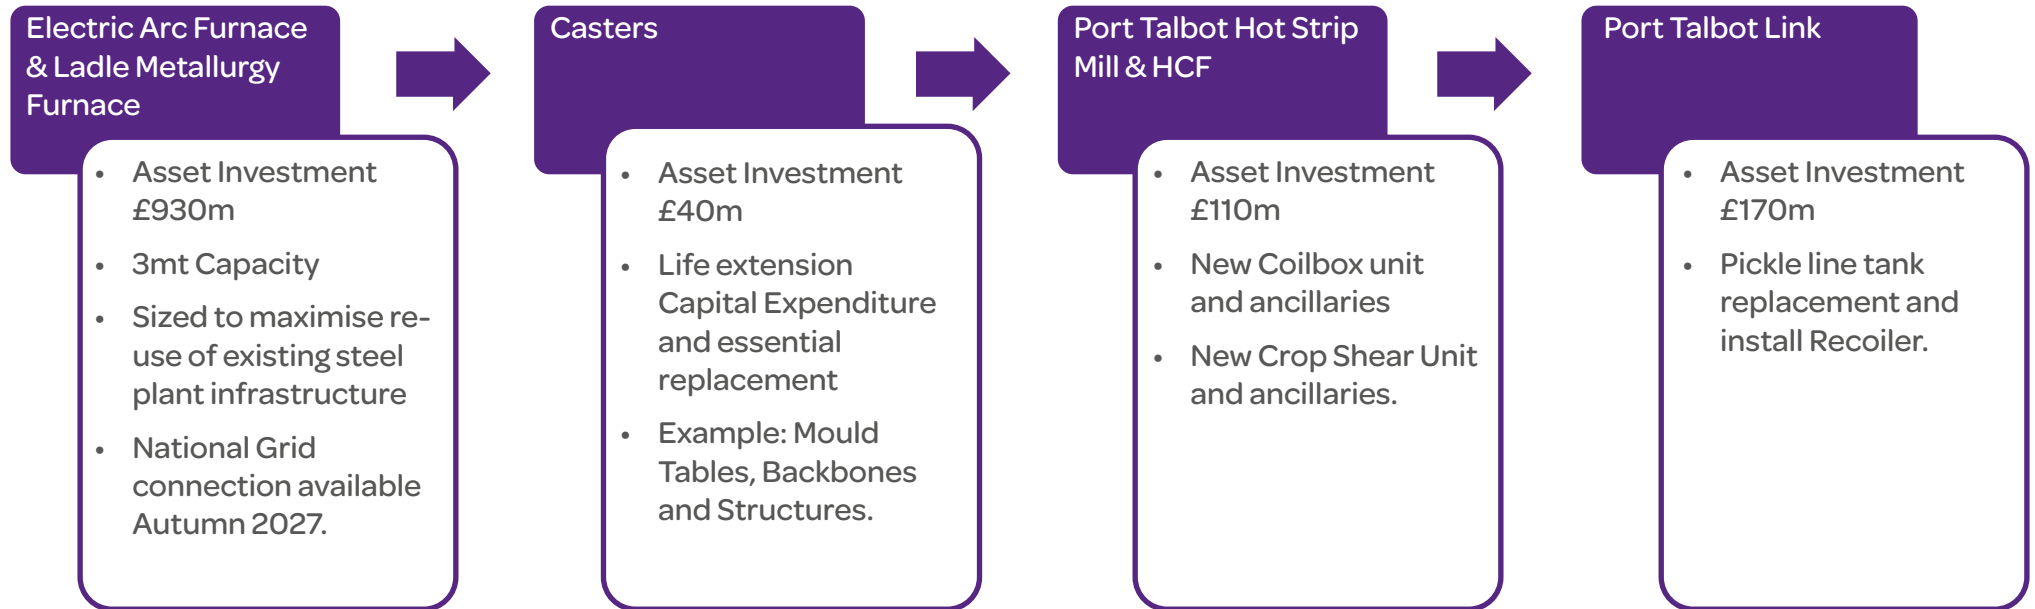 Electric Arc Furnace
& Ladle Metallurgy
Furnace
• Asset Investment
£930m
• 3mt Capacity
• Sized to maximise re-
use of existing steel
plant infrastructure
• National Grid
connection available
Autumn 2027.
Casters
• Asset Investment
£40m
• Life extension
Capital Expenditure
and essential
replacement
• Example: Mould
Tables, Backbones
and Structures.
Port Talbot Hot Strip
Mill & HCF
• Asset Investment
£110m
• New Coilbox unit
and ancillaries
• New Crop Shear Unit
and ancillaries.
Port Talbot Link
• Asset Investment
£170m
• Pickle line tank
replacement and
install Recoiler.